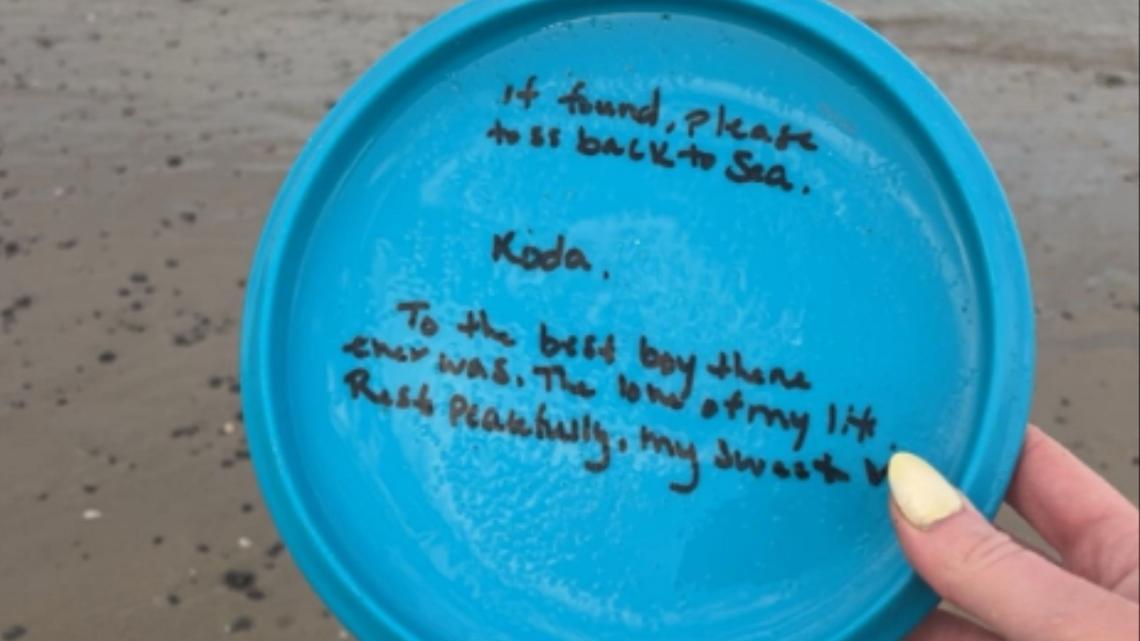 if found, please
toss back to Sea.
Koda.
To the best boy there
ever was. The love of my life.
Rest Peacefully, my sweet